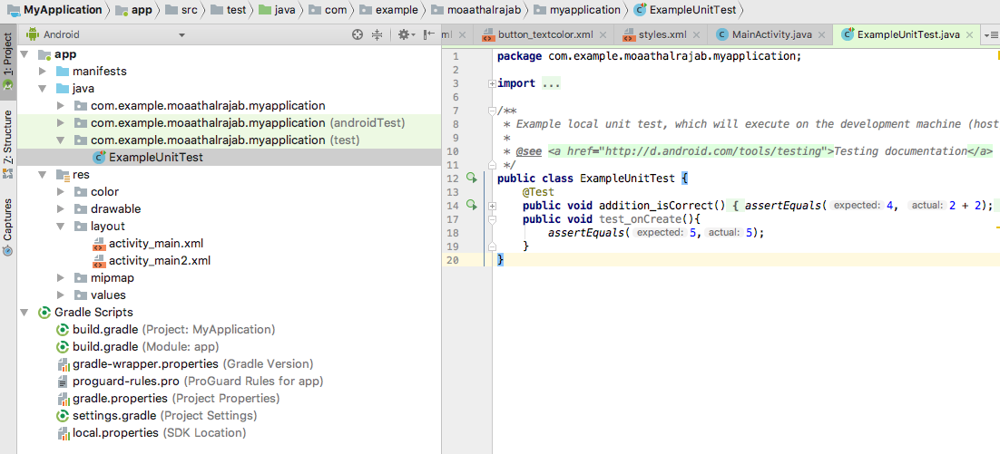 MyApplication app src test java com example moaathalrajab myapplication ExampleUnitTest
1: Project
Z: Structure
Captures
Android
app
manifests
java
com.example.moaathalrajab.myapplication
com.example.moaathalrajab.myapplication (androidTest)
com.example.moaathalrajab.myapplication (test)
ExampleUnitTest
res
color
drawable
layout
activity_main.xml
activity_main2.xml
mipmap
values
Gradle Scripts
build.gradle (Project: MyApplication)
build.gradle (Module: app)
gradle-wrapper.properties (Gradle Version)
proguard-rules.pro (ProGuard Rules for app)
gradle.properties (Project Properties)
settings.gradle (Project Settings)
local.properties (SDK Location)
ml button_textcolor.xml styles.xml MainActivity.java ExampleUnitTest.java
1 package com.example.moaathalrajab.myapplication;
2
3 import ...
6
7 /**
8 * Example local unit test, which will execute on the development machine (host
9 *
10 * @see <a href="http://d.android.com/tools/testing">Testing documentation</a>
11 */
12 public class ExampleUnitTest {
13 @Test
14 public void addition_isCorrect() { assertEquals( expected: 4, actual: 2 + 2);
17 public void test_onCreate(){
18 assertEquals( expected: 5, actual: 5);
19 }
20 }